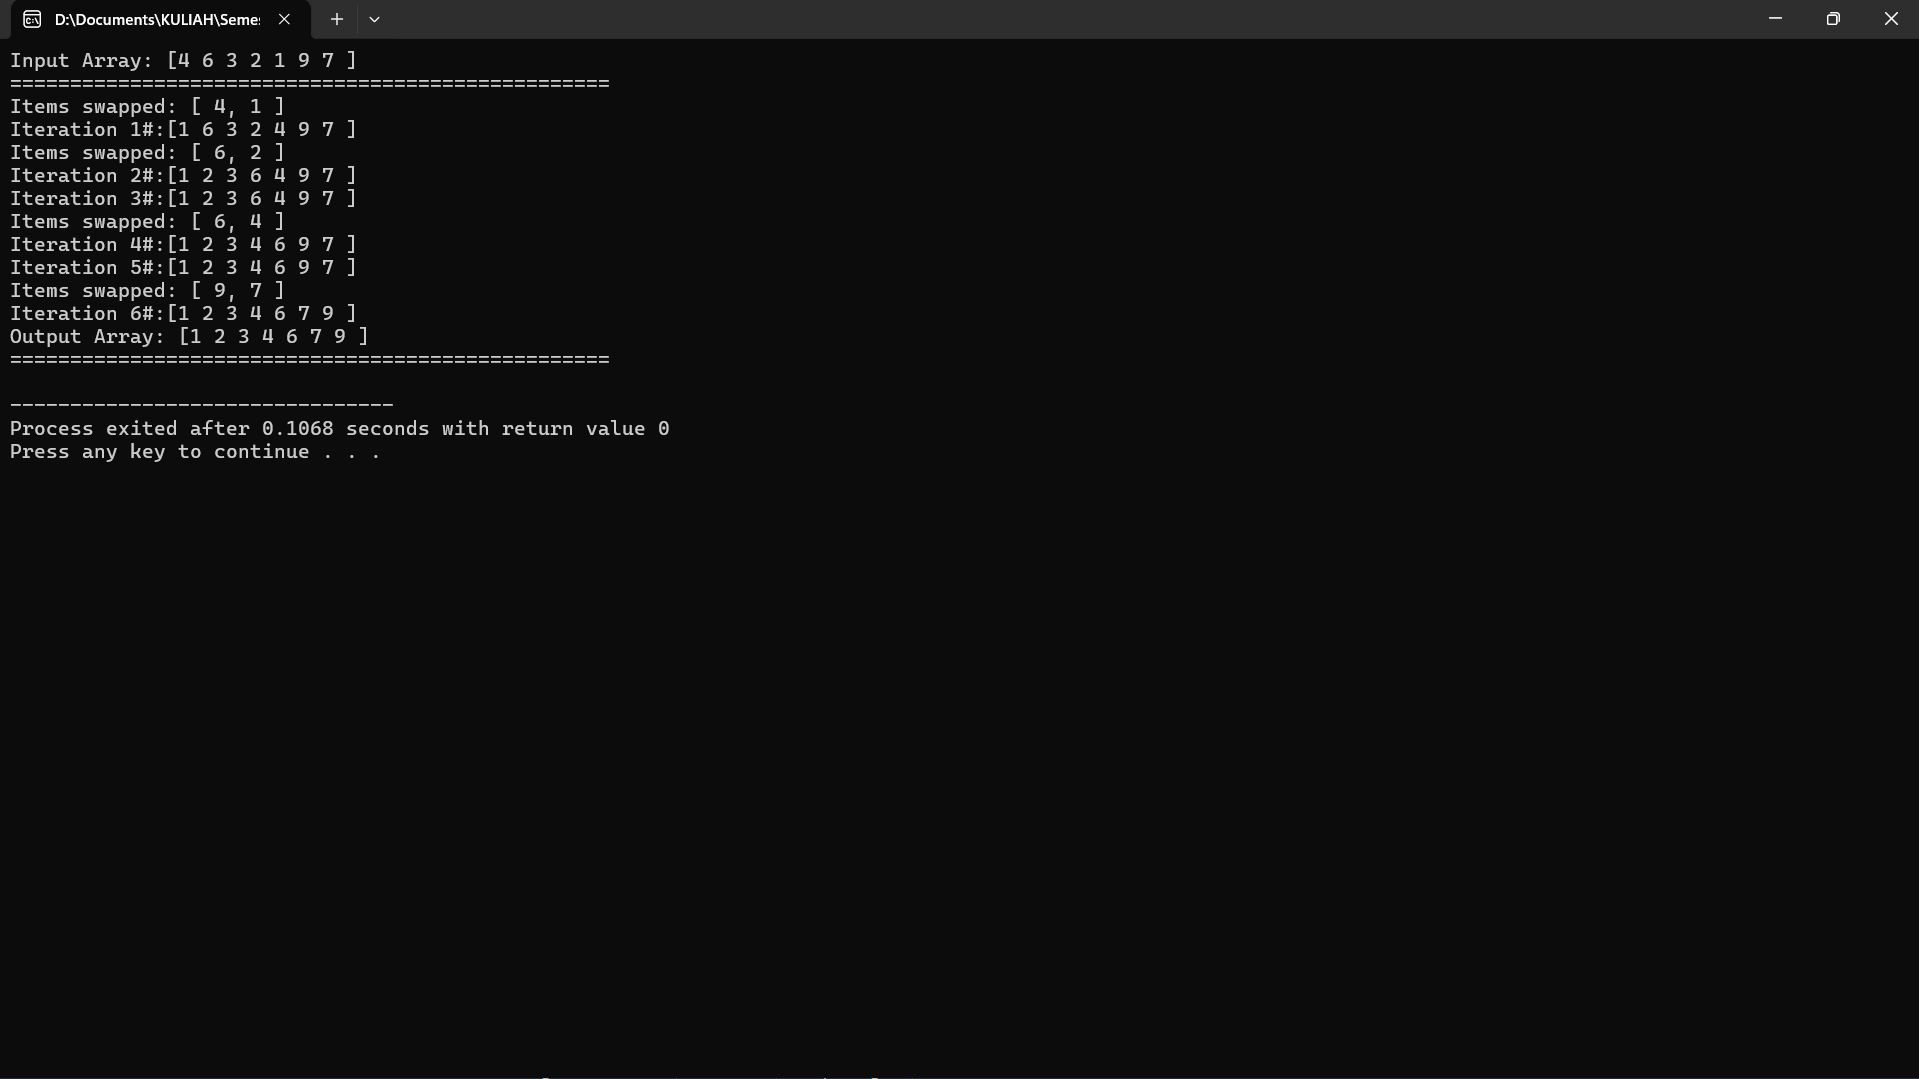 D:\Documents\KULIAH\Seme
Input Array: [4 6 3 2 1 9 7 ]
==================================================
Items swapped: [ 4, 1 ]
Iteration 1#:[1 6 3 2 4 9 7 ]
Items swapped: [ 6, 2 ]
Iteration 2#:[1 2 3 6 4 9 7 ]
Iteration 3#:[1 2 3 6 4 9 7 ]
Items swapped: [ 6, 4 ]
Iteration 4#:[1 2 3 4 6 9 7 ]
Iteration 5#:[1 2 3 4 6 9 7 ]
Items swapped: [ 9, 7 ]
Iteration 6#:[1 2 3 4 6 7 9 ]
Output Array: [1 2 3 4 6 7 9 ]
==================================================
--------------------------------
Process exited after 0.1068 seconds with return value 0
Press any key to continue . . .